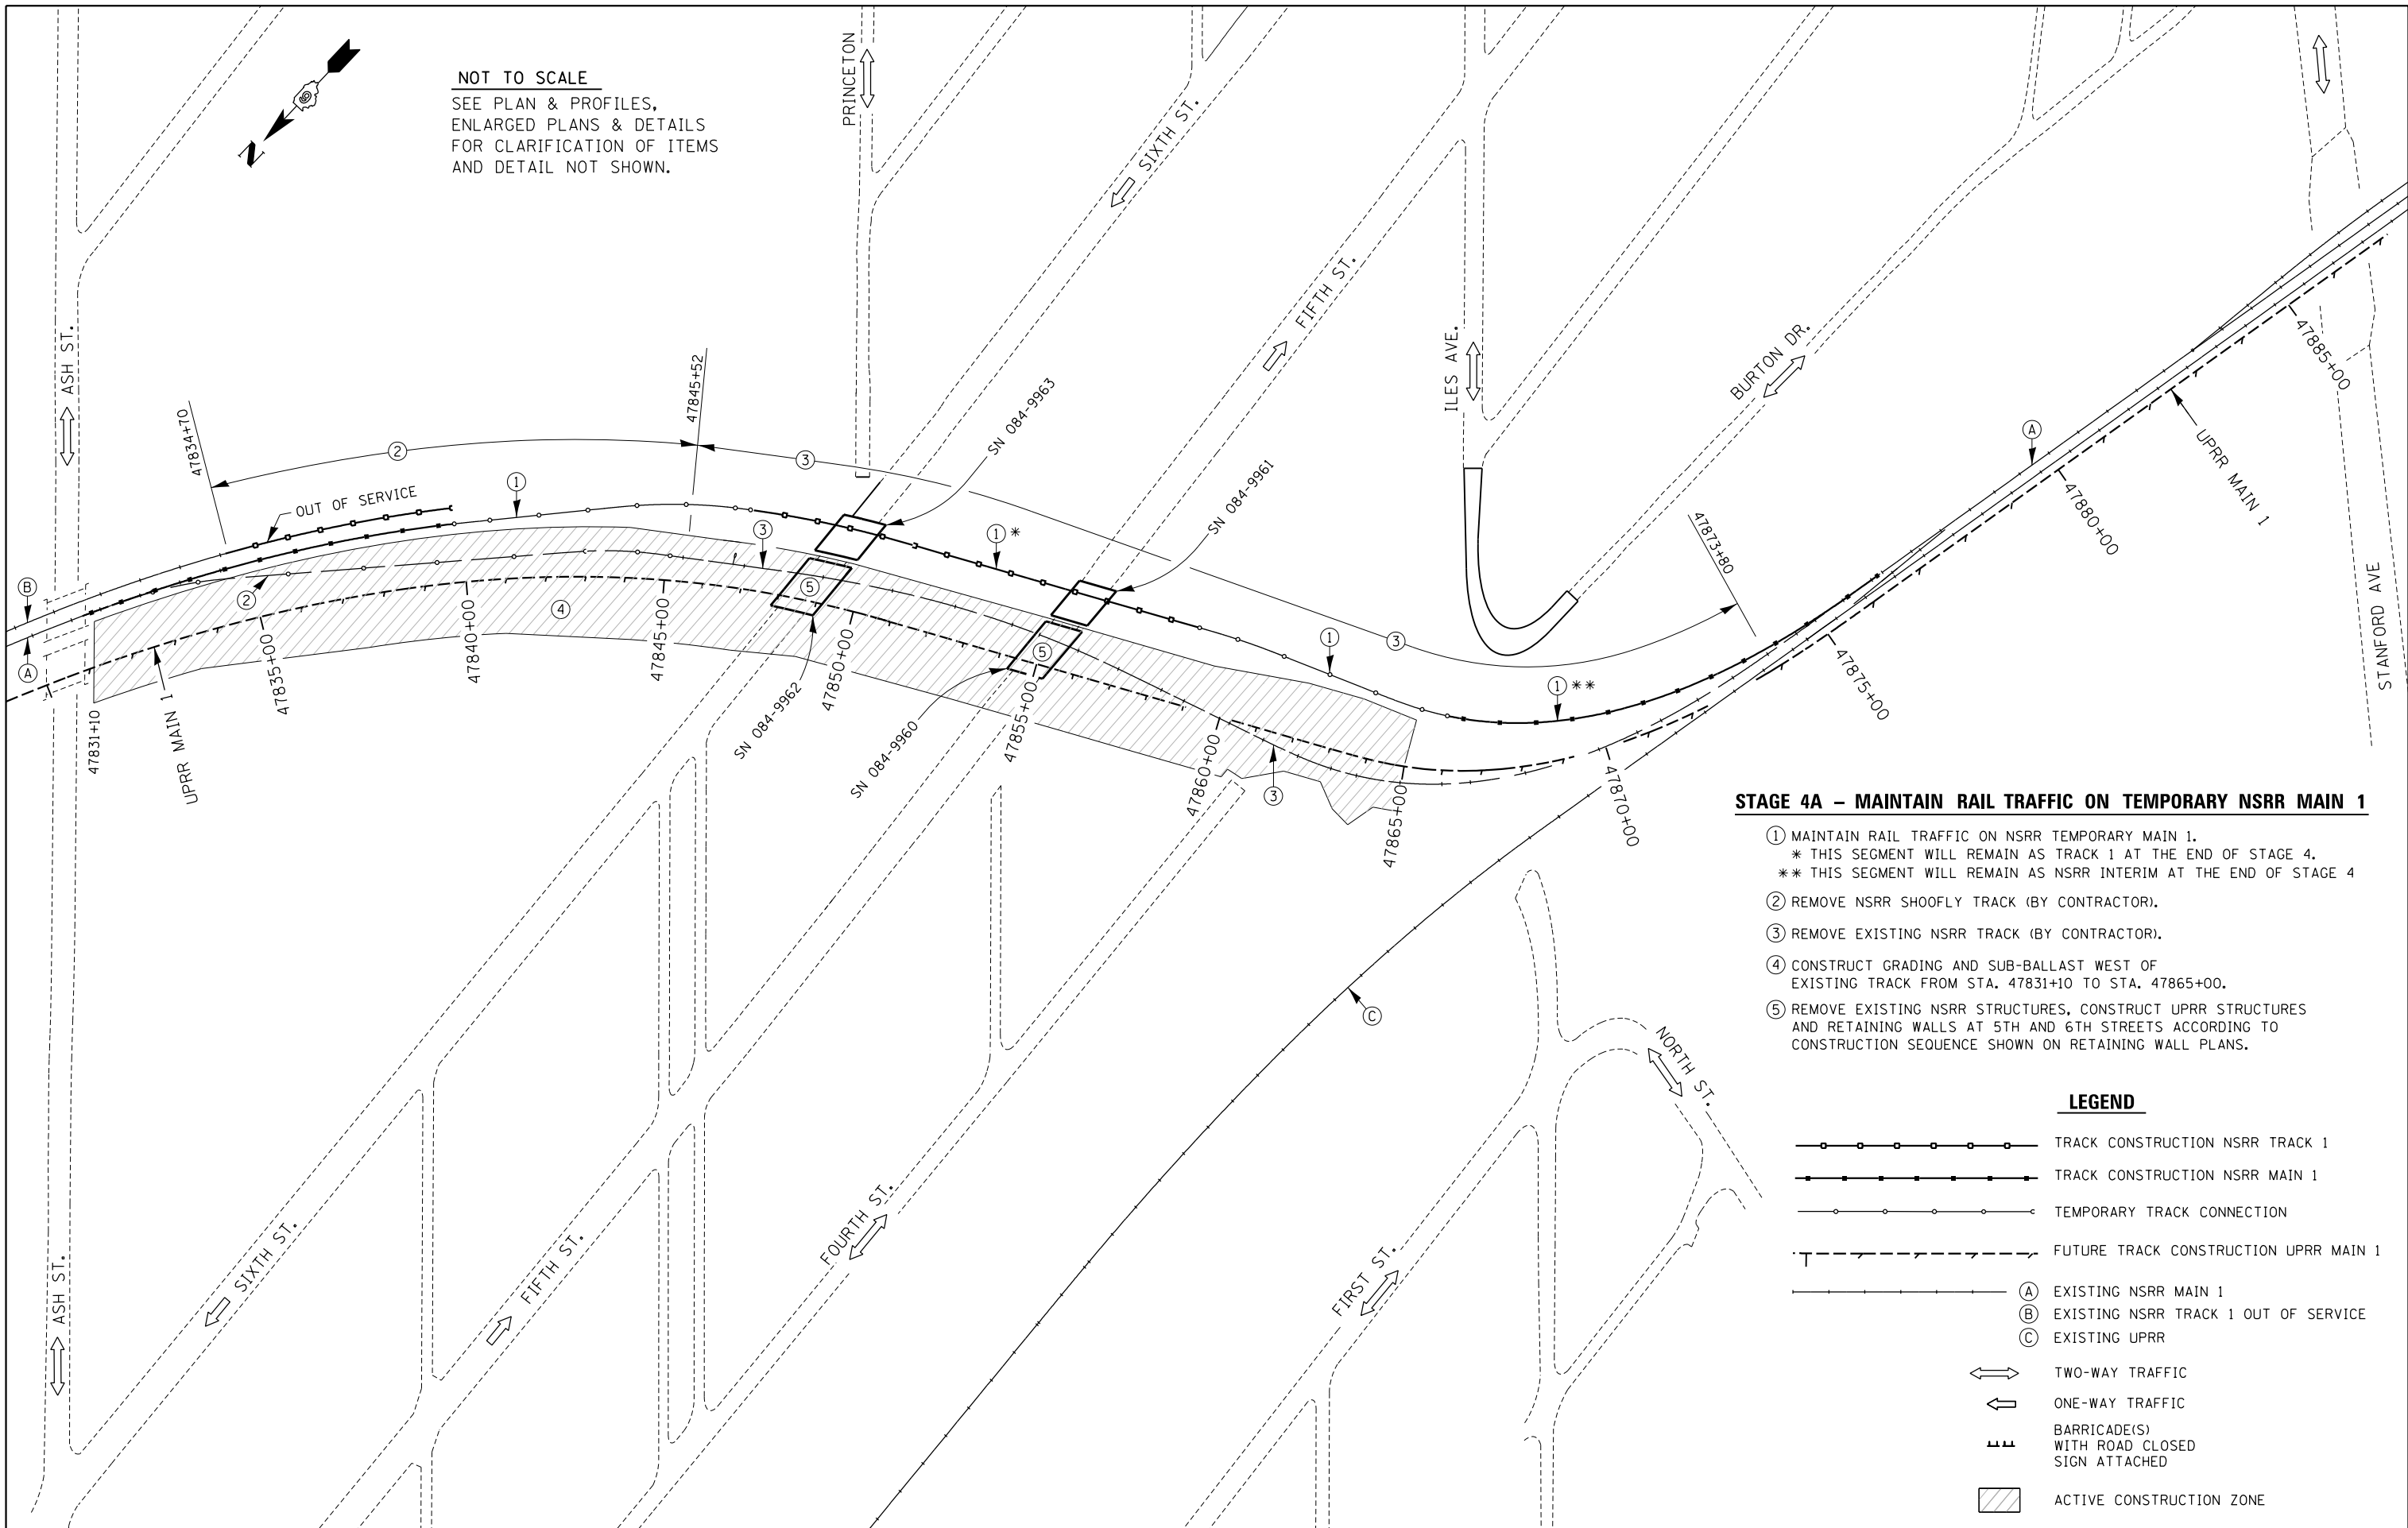 NOT TO SCALE
SEE PLAN & PROFILES,
ENLARGED PLANS & DETAILS
FOR CLARIFICATION OF ITEMS
AND DETAIL NOT SHOWN.
N
PRINCETON
SIXTH ST.
FIFTH ST.
ILES AVE.
BURTON DR.
ASH ST.
47834+70
2
47845+52
3
SN 084-9963
SN 084-9961
OUT OF SERVICE
1
3
1 *
47873+80
A
UPRR MAIN 1
47885+00
47880+00
STANFORD AVE
B
A
2
4
5
5
1
3
1 **
47875+00
47831+10
UPRR MAIN 1
47835+00
47840+00
47845+00
SN 084-9962
47850+00
SN 084-9960
47855+00
47860+00
3
47865+00
47870+00
C
NORTH ST.
ASH ST.
SIXTH ST.
FIFTH ST.
FOURTH ST.
FIRST ST.
STAGE 4A – MAINTAIN RAIL TRAFFIC ON TEMPORARY NSRR MAIN 1
1 MAINTAIN RAIL TRAFFIC ON NSRR TEMPORARY MAIN 1.
* THIS SEGMENT WILL REMAIN AS TRACK 1 AT THE END OF STAGE 4.
** THIS SEGMENT WILL REMAIN AS NSRR INTERIM AT THE END OF STAGE 4
2 REMOVE NSRR SHOOFLY TRACK (BY CONTRACTOR).
3 REMOVE EXISTING NSRR TRACK (BY CONTRACTOR).
4 CONSTRUCT GRADING AND SUB-BALLAST WEST OF
EXISTING TRACK FROM STA. 47831+10 TO STA. 47865+00.
5 REMOVE EXISTING NSRR STRUCTURES, CONSTRUCT UPRR STRUCTURES
AND RETAINING WALLS AT 5TH AND 6TH STREETS ACCORDING TO
CONSTRUCTION SEQUENCE SHOWN ON RETAINING WALL PLANS.
LEGEND
TRACK CONSTRUCTION NSRR TRACK 1
TRACK CONSTRUCTION NSRR MAIN 1
TEMPORARY TRACK CONNECTION
FUTURE TRACK CONSTRUCTION UPRR MAIN 1
A EXISTING NSRR MAIN 1
B EXISTING NSRR TRACK 1 OUT OF SERVICE
C EXISTING UPRR
TWO-WAY TRAFFIC
ONE-WAY TRAFFIC
BARRICADE(S)
WITH ROAD CLOSED
SIGN ATTACHED
ACTIVE CONSTRUCTION ZONE